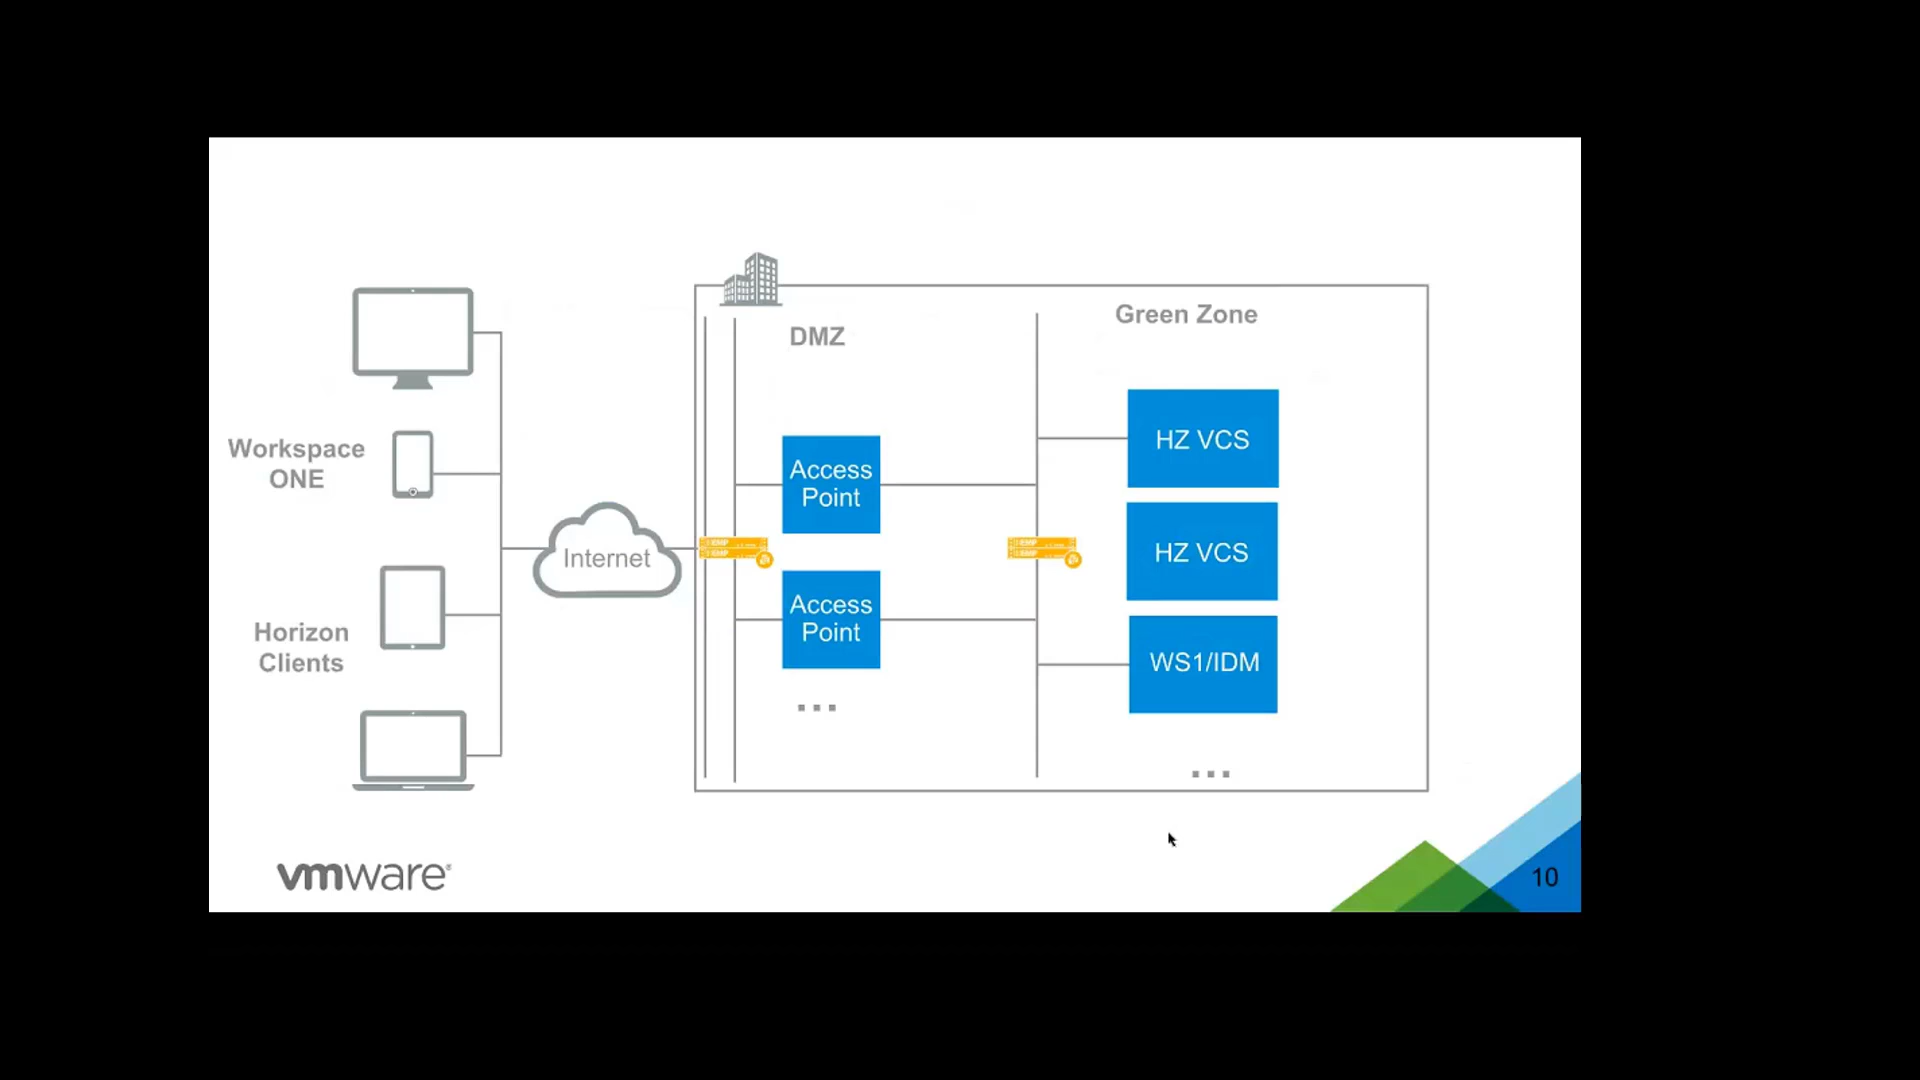 Green Zone
DMZ
Workspace
ONE
HZ VCS
Access
Point
Internet
HZ VCS
Access
Point
Horizon
Clients
WS1/IDM
vmware
10